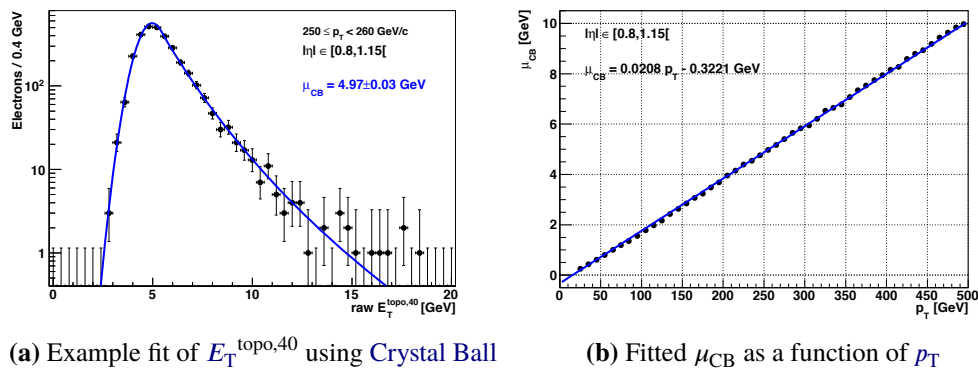 Electrons / 0.4 GeV
10²
10
1
250 ≤ p_T < 260 GeV/c
|η| ∈ [0.8,1.15[
μ_CB = 4.97±0.03 GeV
0 5 10 15 20
raw E_T^topo,40 [GeV]
μ_CB [GeV]
10
8
6
4
2
0
|η| ∈ [0.8,1.15[
μ_CB = 0.0208 p_T - 0.3221 GeV
0 50 100 150 200 250 300 350 400 450 500
p_T [GeV]
(a) Example fit of E_T^topo,40 using Crystal Ball
(b) Fitted μ_CB as a function of p_T